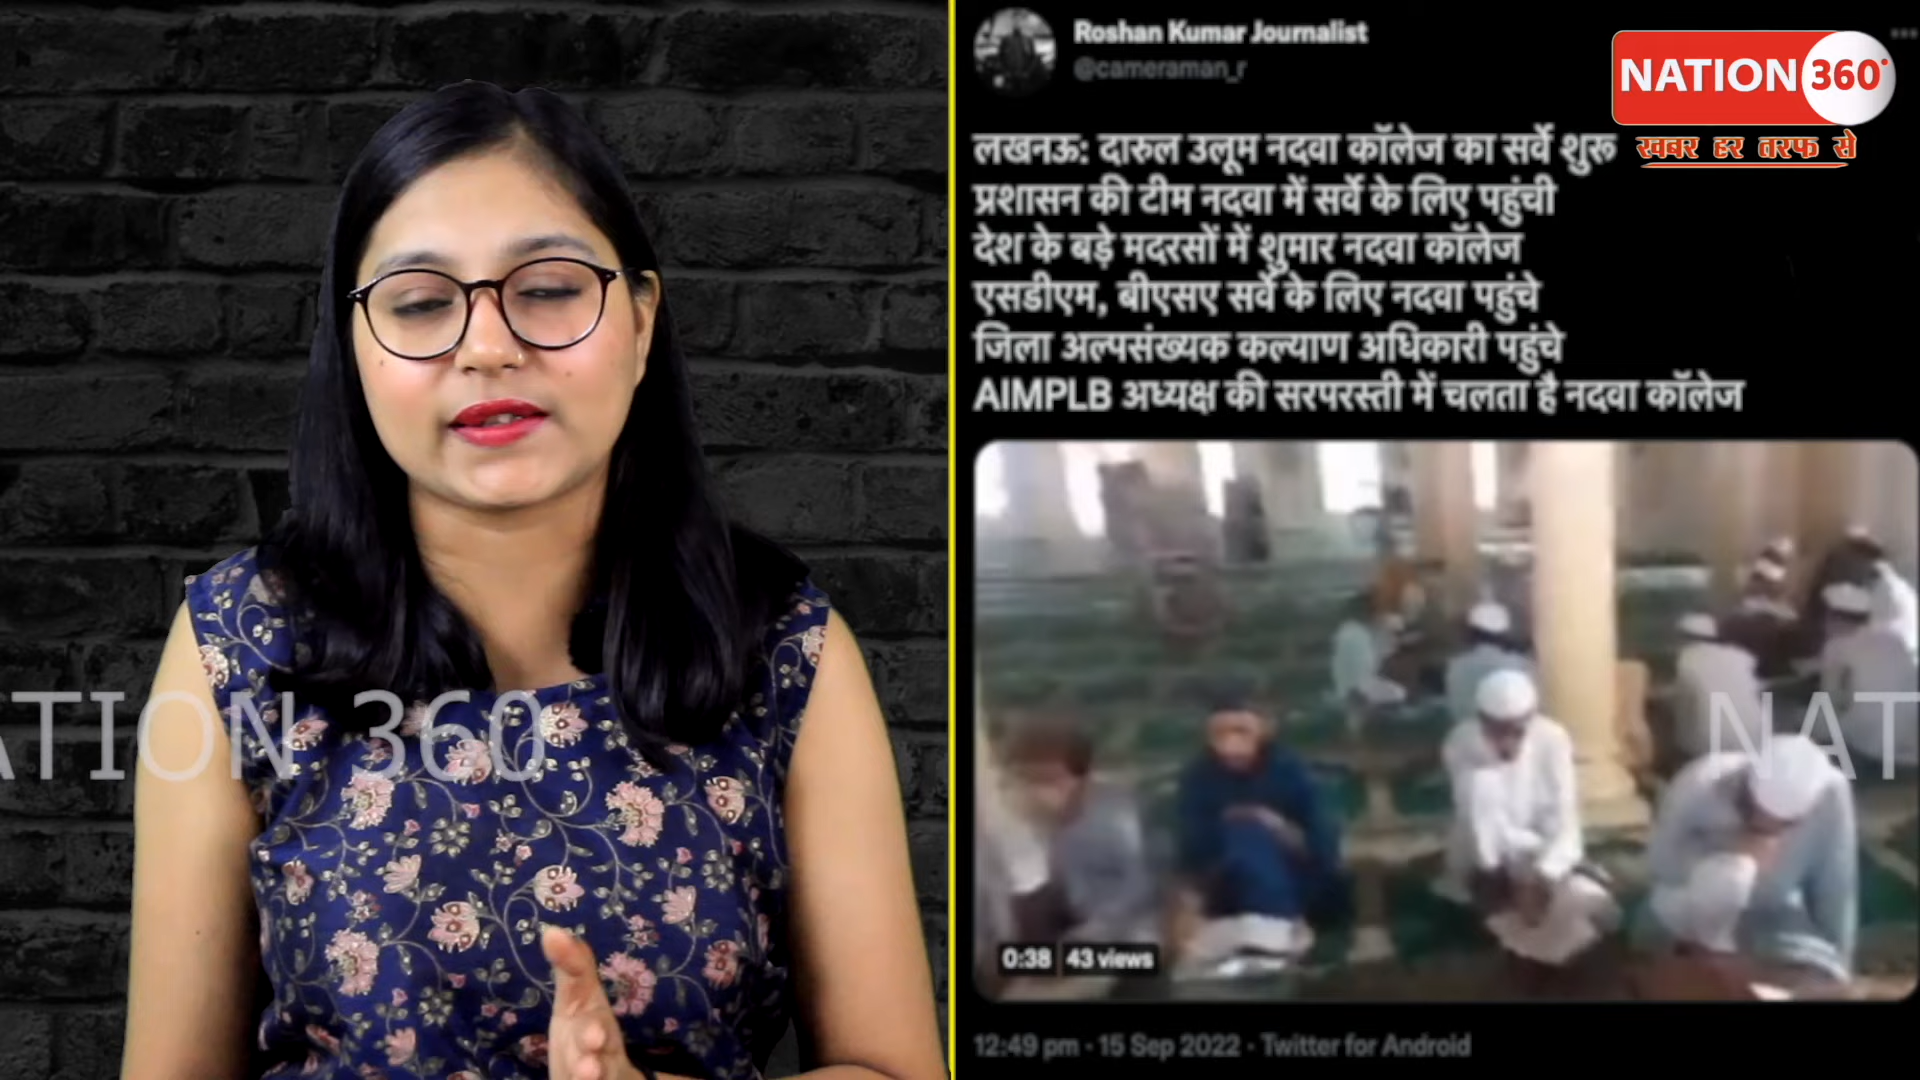 Roshan Kumar Journalist
@cameraman_r
NATION 360°
खबर हर तरफ से
लखनऊ: दारुल उलूम नदवा कॉलेज का सर्वे शुरू
प्रशासन की टीम नदवा में सर्वे के लिए पहुंची
देश के बड़े मदरसों में शुमार नदवा कॉलेज
एसडीएम, बीएसए सर्वे के लिए नदवा पहुंचे
जिला अल्पसंख्यक कल्याण अधिकारी पहुंचे
AIMPLB अध्यक्ष की सरपरस्ती में चलता है नदवा कॉलेज
ATION 360
NAT
0:38 43 views
12:49 pm · 15 Sep 2022 · Twitter for Android